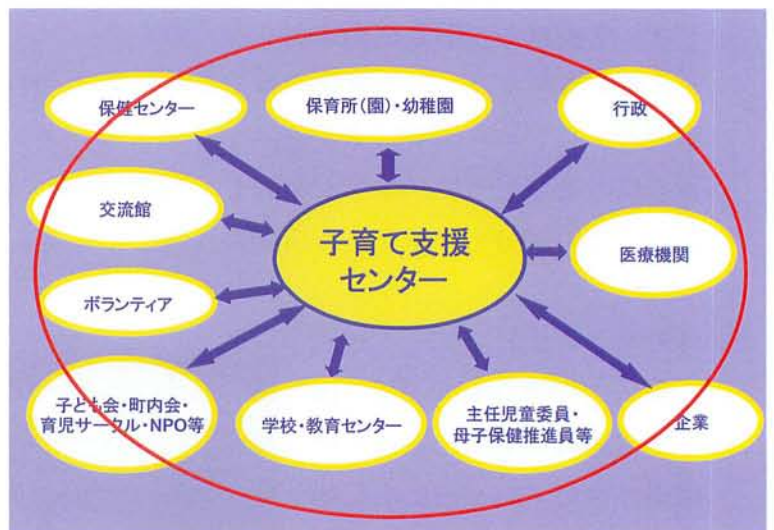 保健センター
保育所(園)・幼稚園
行政
交流館
子育て支援
センター
医療機関
ボランティア
子ども会・町内会・
育児サークル・NPO等
学校・教育センター
主任児童委員・
母子保健推進員等
企業